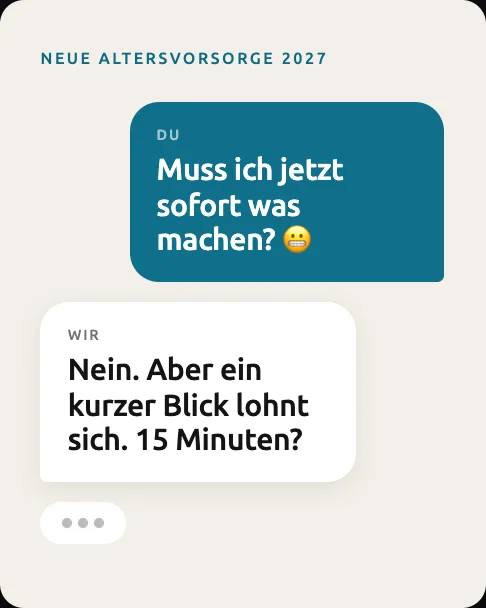 NEUE ALTERSVORSORGE 2027
DU
Muss ich jetzt
sofort was
machen? 😬
WIR
Nein. Aber ein
kurzer Blick lohnt
sich. 15 Minuten?